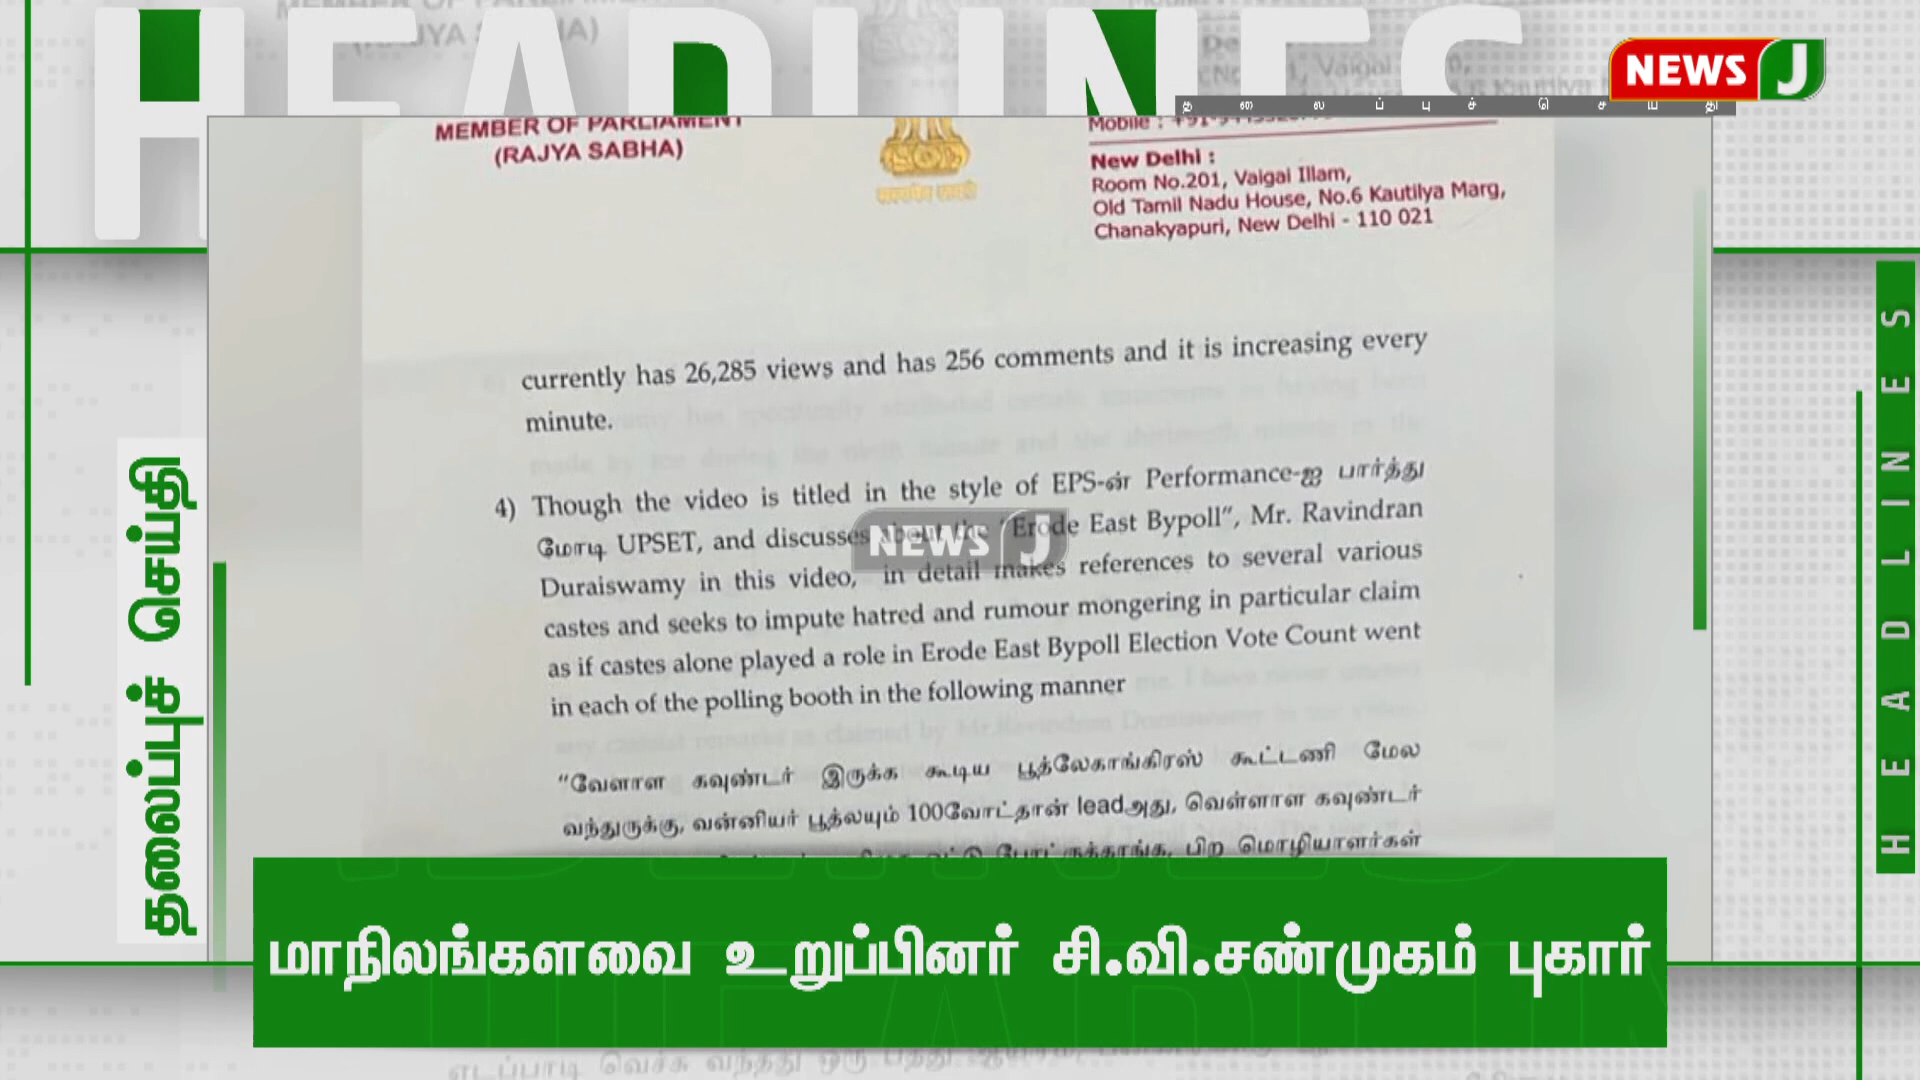 HEADLINES
NEWS J
தலைப்புச் செய்தி
MEMBER OF PARLIAMENT
(RAJYA SABHA)
Mobile :
New Delhi :
Room No.201, Vaigai Illam,
Old Tamil Nadu House, No.6 Kautilya Marg,
Chanakyapuri, New Delhi - 110 021
currently has 26,285 views and has 256 comments and it is increasing every
minute.
4) Though the video is titled in the style of EPS-ன் Performance-ஐ பார்த்து
மோடி UPSET, and discusses about the "Erode East Bypoll", Mr. Ravindran
Duraiswamy in this video, in detail makes references to several various
castes and seeks to impute hatred and rumour mongering in particular claim
as if castes alone played a role in Erode East Bypoll Election Vote Count went
in each of the polling booth in the following manner
"வேளாள கவுண்டர் இருக்க கூடிய பூத்லேகாங்கிரஸ் கூட்டணி மேல
வந்துருக்கு, வன்னியர் பூத்லயும் 100வோட்தான் leadஅது, வெள்ளாள கவுண்டர்
பிற மொழியாளர்கள்
NEWS J
தலைப்புச் செய்தி
HEADLINES
மாநிலங்களவை உறுப்பினர் சி.வி.சண்முகம் புகார்